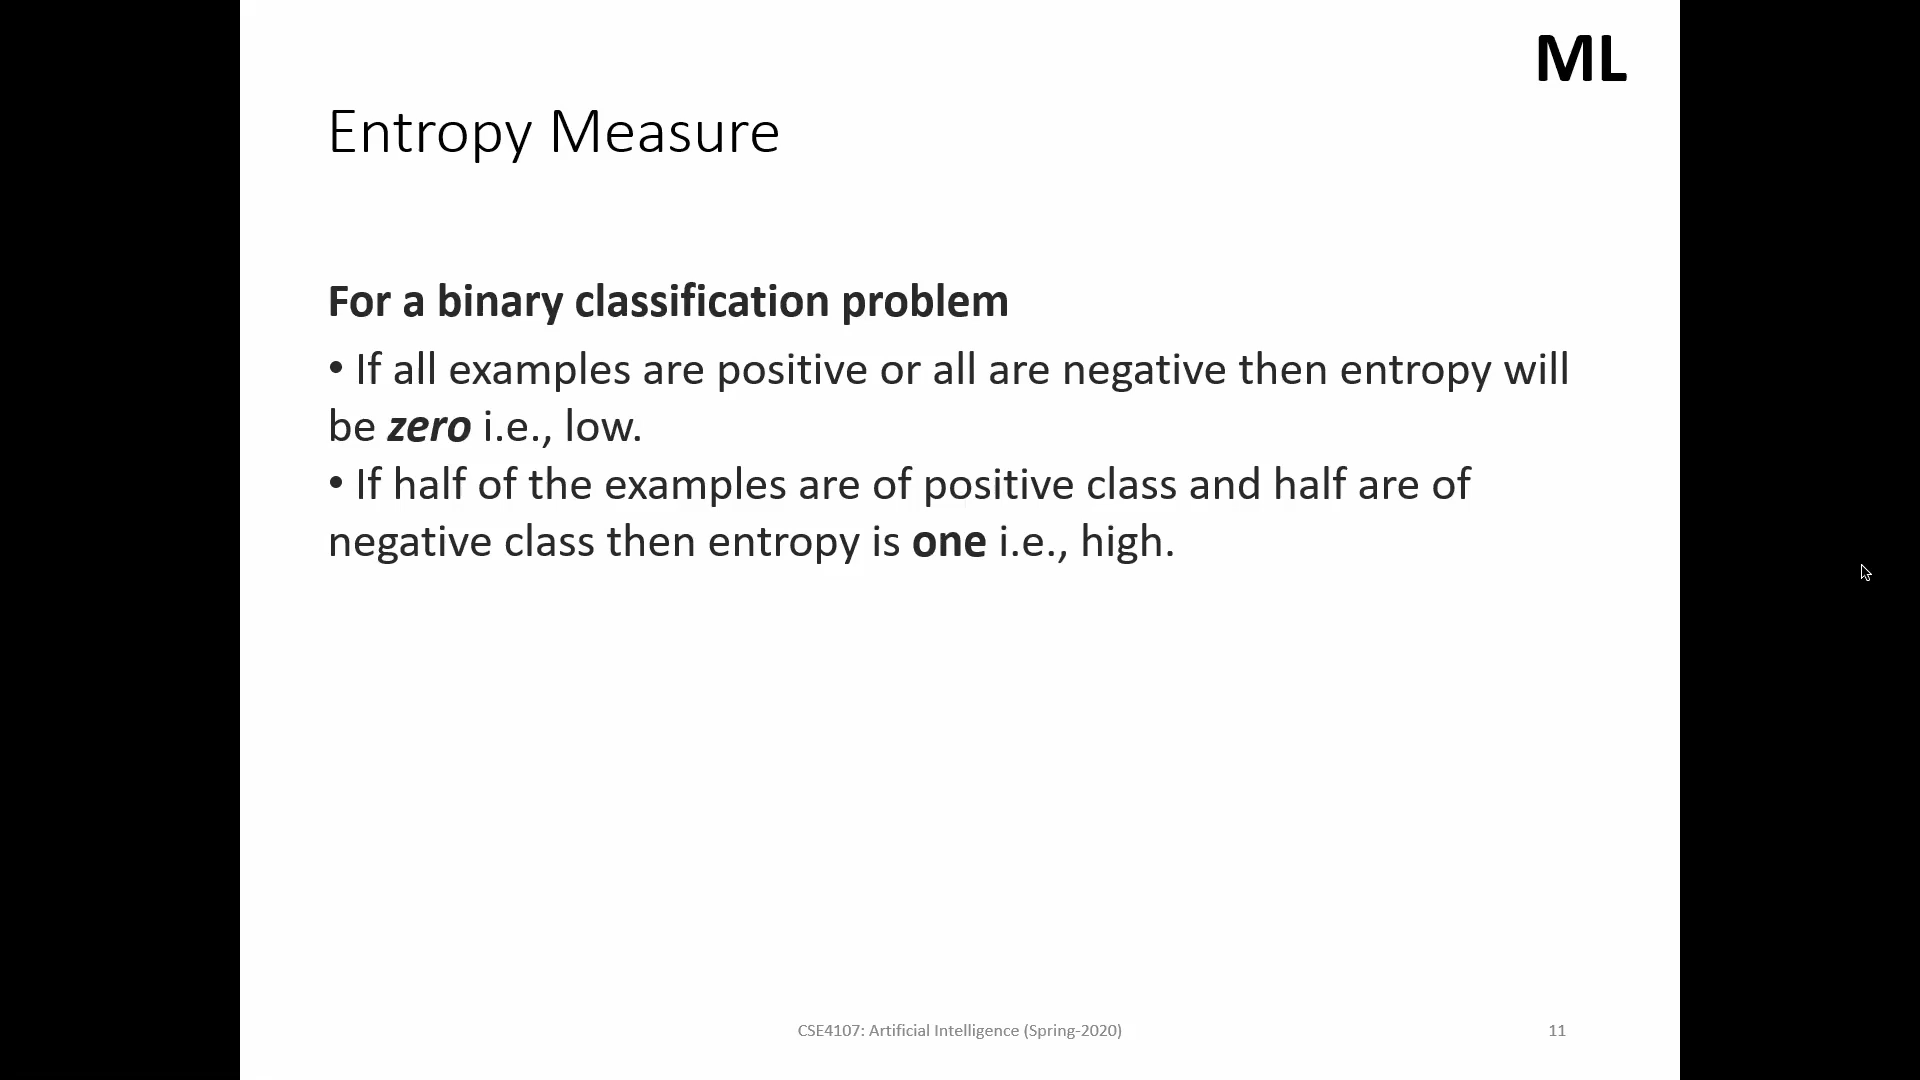 ML
Entropy Measure
For a binary classification problem
• If all examples are positive or all are negative then entropy will
be zero i.e., low.
• If half of the examples are of positive class and half are of
negative class then entropy is one i.e., high.
CSE4107: Artificial Intelligence (Spring-2020)
11